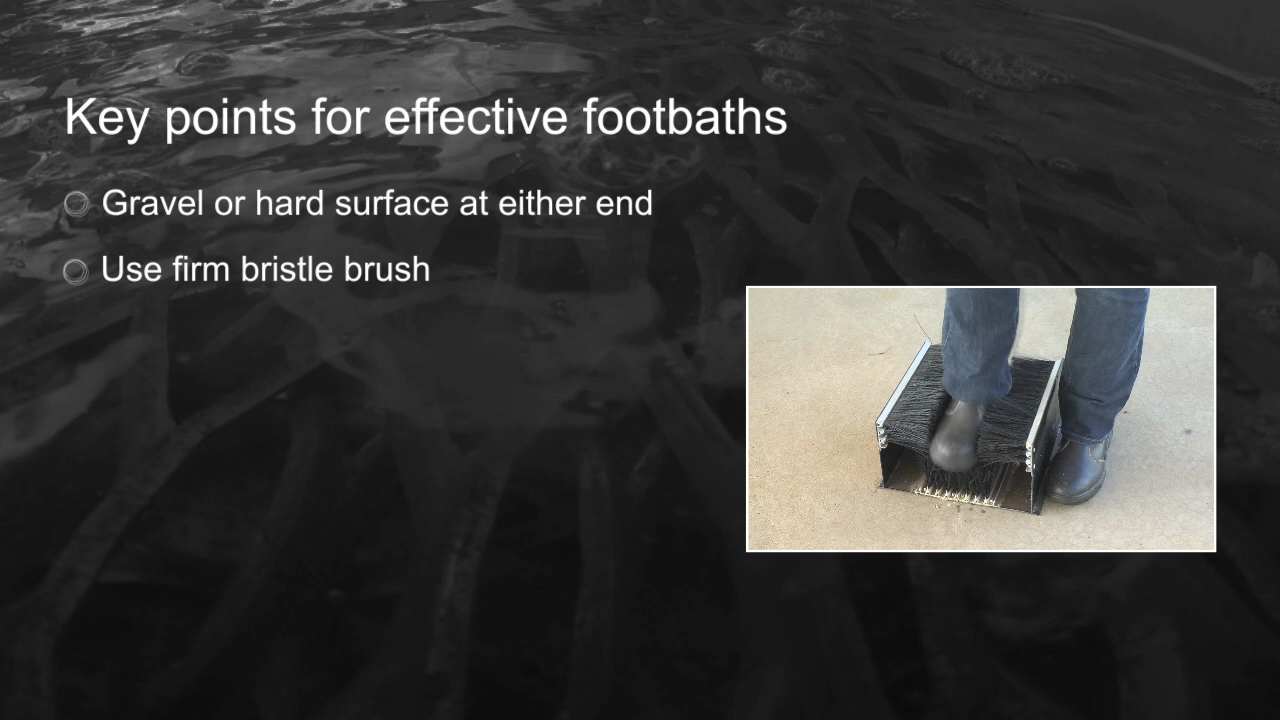 Key points for effective footbaths
Gravel or hard surface at either end
Use firm bristle brush